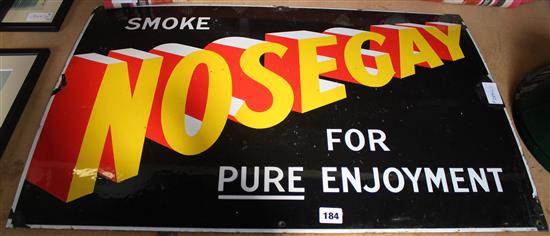 SMOKE
NOSEGAY
FOR
PURE ENJOYMENT
184